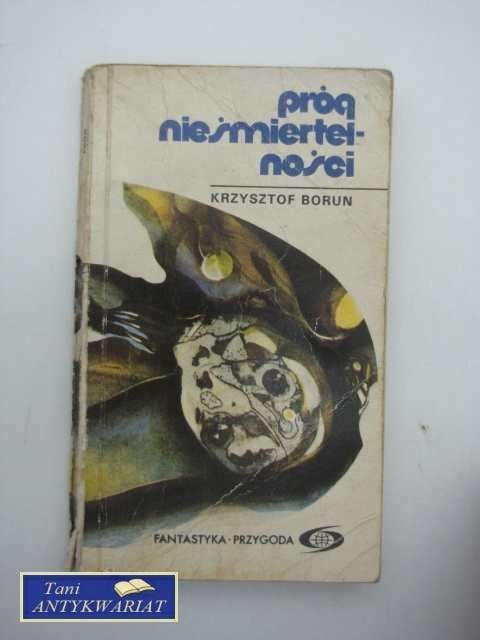 próg
nieśmiertel-
ności
KRZYSZTOF BORUN
FANTASTYKA · PRZYGODA
Tani
ANTYKWARIAT